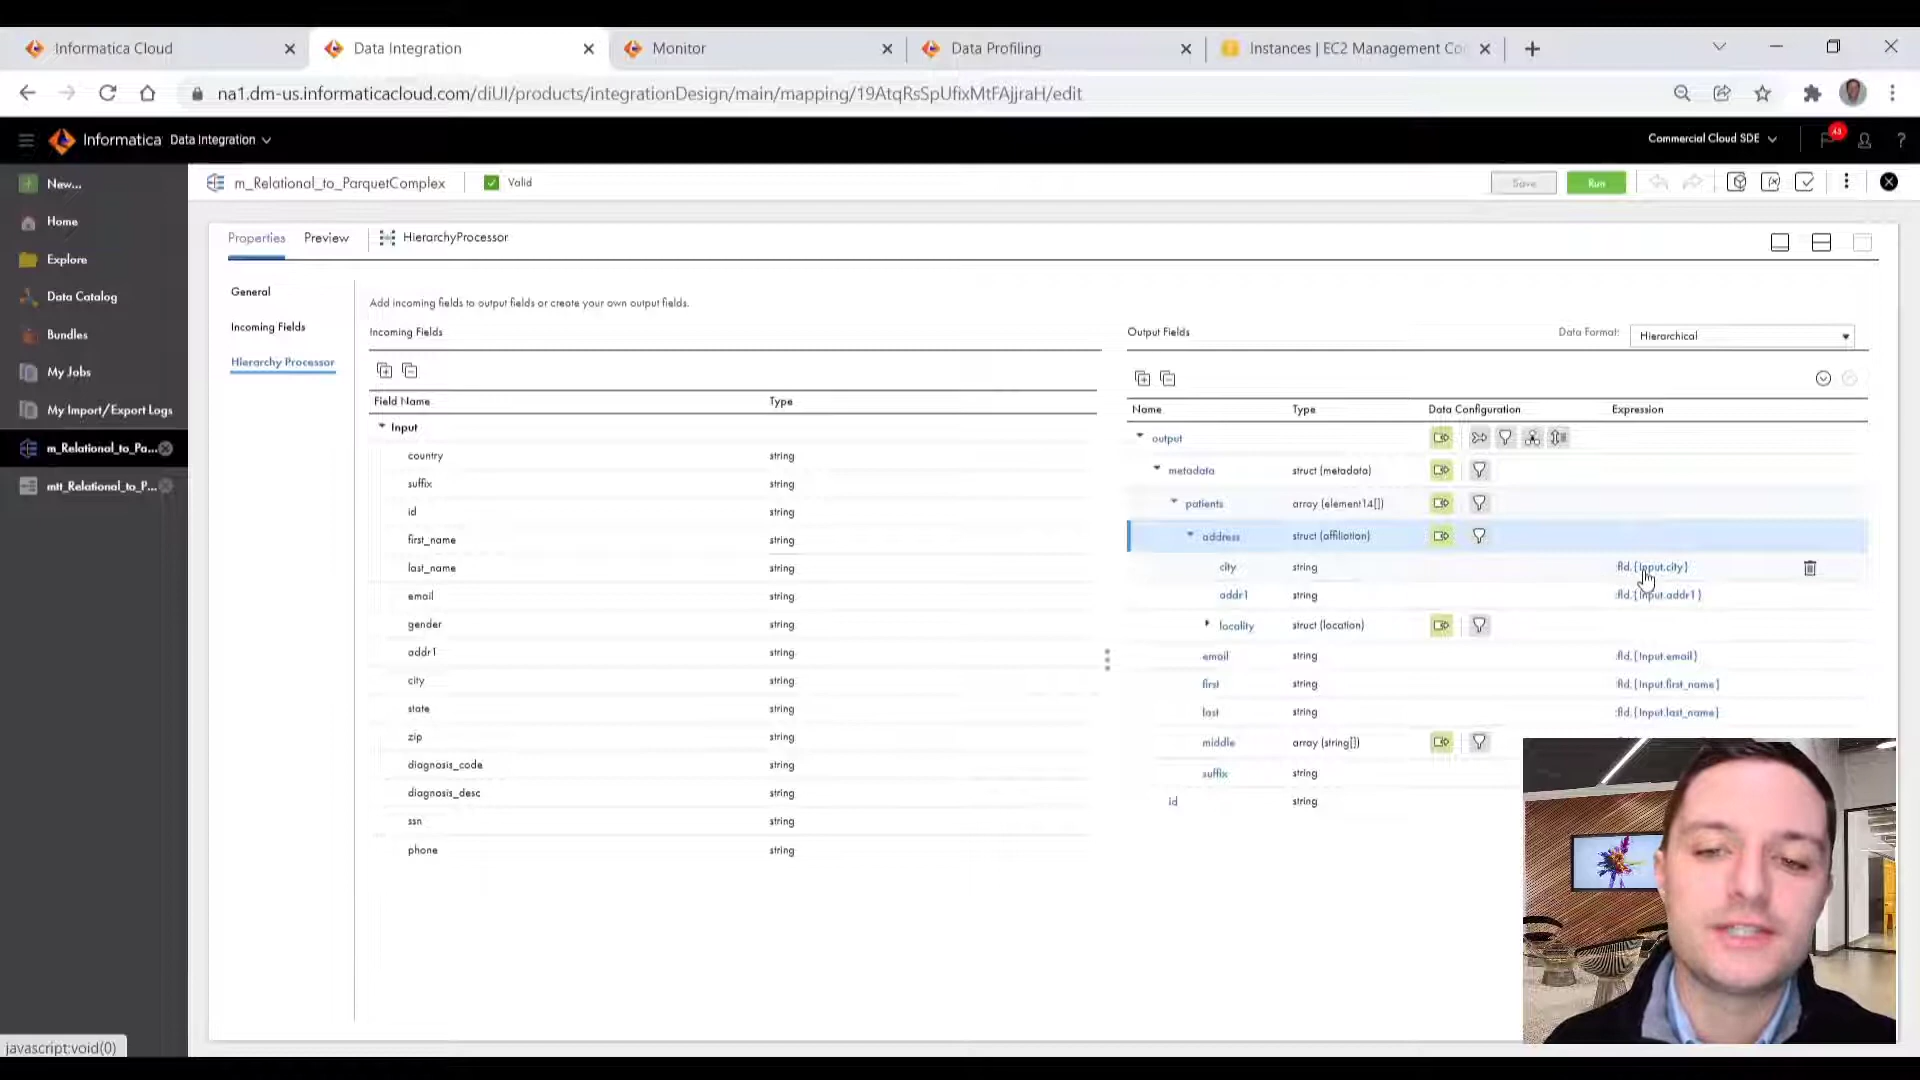 Informatica Cloud
Data Integration
Monitor
Data Profiling
Instances | EC2 Management Co
na1.dm-us.informaticacloud.com/diUI/products/integrationDesign/main/mapping/19AtqRsSpUfixMtFAjjraH/edit
Informatica Data Integration
Commercial Cloud SDE
43
?
New...
Home
Explore
Data Catalog
Bundles
My Jobs
My Import/Export Logs
m_Relational_to_Pa...
mtt_Relational_to_P...
m_Relational_to_ParquetComplex
Valid
Save
Run
Properties
Preview
HierarchyProcessor
General
Incoming Fields
Hierarchy Processor
Add incoming fields to output fields or create your own output fields.
Incoming Fields
Field Name Type
Input
country string
suffix string
id string
first_name string
last_name string
email string
gender string
addr1 string
city string
state string
zip string
diagnosis_code string
diagnosis_desc string
ssn string
phone string
Output Fields
Data Format: Hierarchical
Name Type Data Configuration Expression
output
metadata struct (metadata)
patients array (element14[])
address struct (affiliation)
city string :fld.{Input.city}
addr1 string :fld.{Input.addr1}
locality struct (location)
email string :fld.{Input.email}
first string :fld.{Input.first_name}
last string :fld.{Input.last_name}
middle array (string[])
suffix string
id string
javascript:void(0)